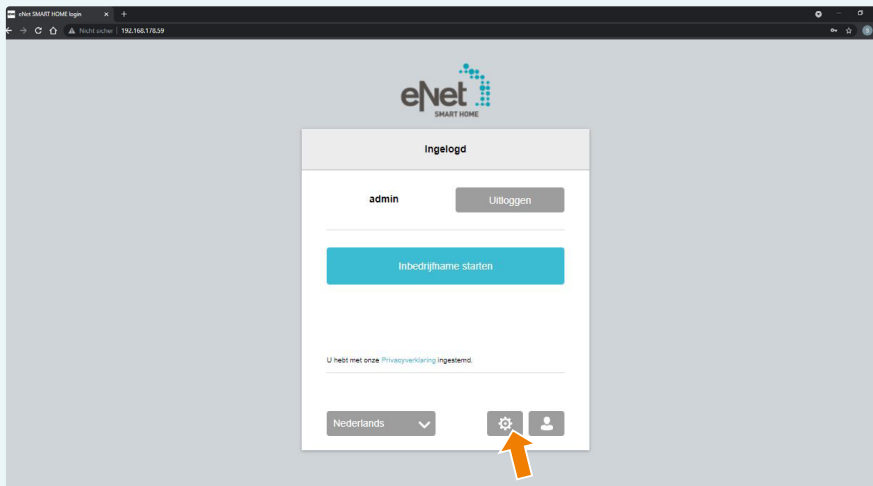 eNet SMART HOME login
Nicht sicher | 192.168.178.59
eNet
SMART HOME
Ingelogd
admin
Uitloggen
Inbedrijfname starten
U hebt met onze Privacyverklaring ingestemd.
Nederlands